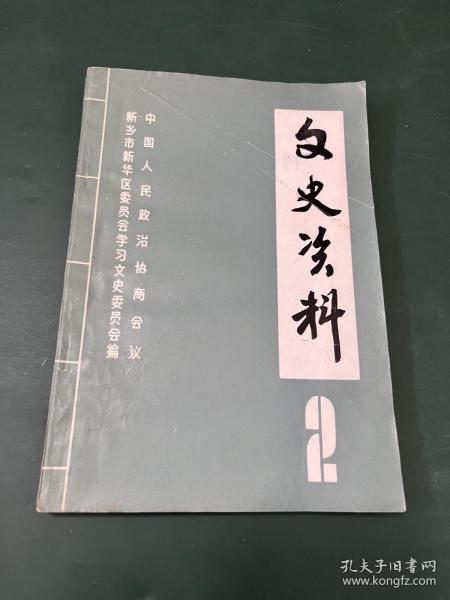 文史资料
2
中国人民政治协商会议
新乡市新华区委员会学习文史委员会编
孔夫子旧书网
www.kongfz.com